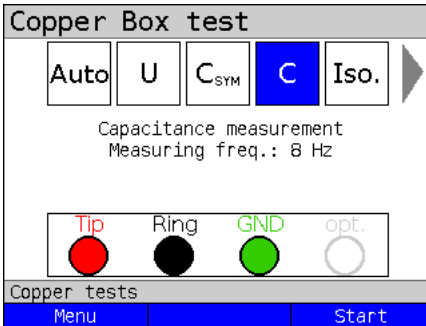 Copper Box test
Auto U CSYM C Iso.
Capacitance measurement
Measuring freq.: 8 Hz
Tip Ring GND opt.
Copper tests
Menu Start